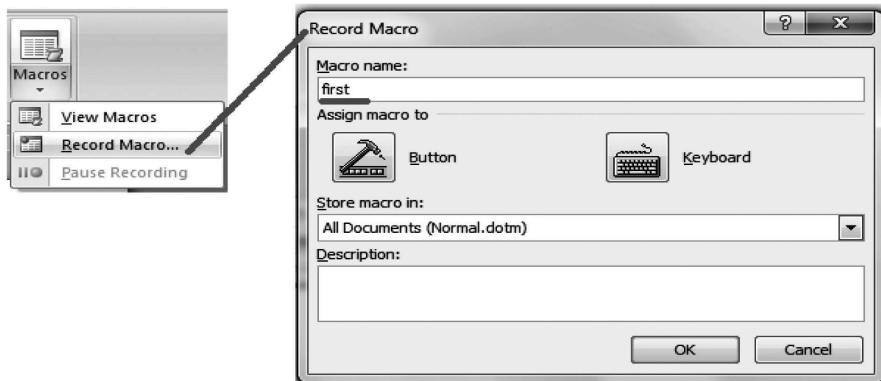 Macros
View Macros
Record Macro...
Pause Recording
Record Macro
Macro name:
first
Assign macro to
Button
Keyboard
Store macro in:
All Documents (Normal.dotm)
Description:
OK
Cancel